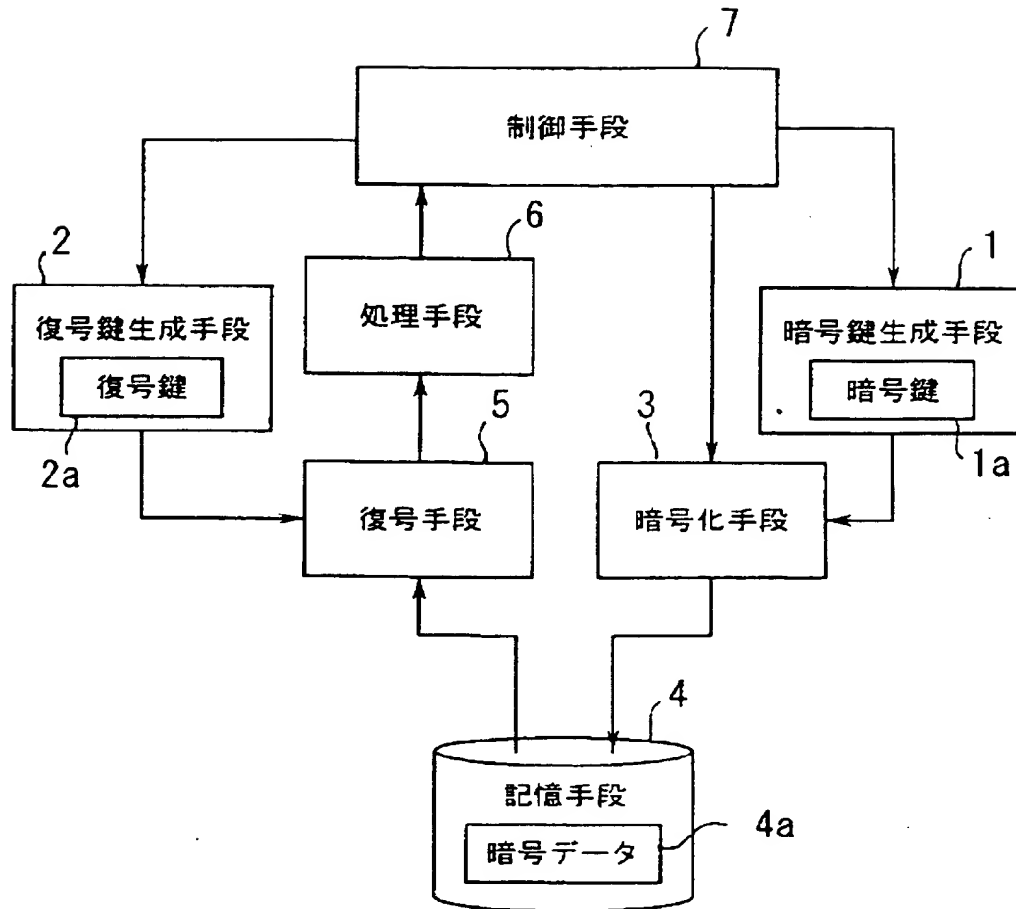 7
制御手段
2
6
1
復号鍵生成手段
処理手段
暗号鍵生成手段
復号鍵
暗号鍵
2a
5
3
1a
復号手段
暗号化手段
4
記憶手段
4a
暗号データ